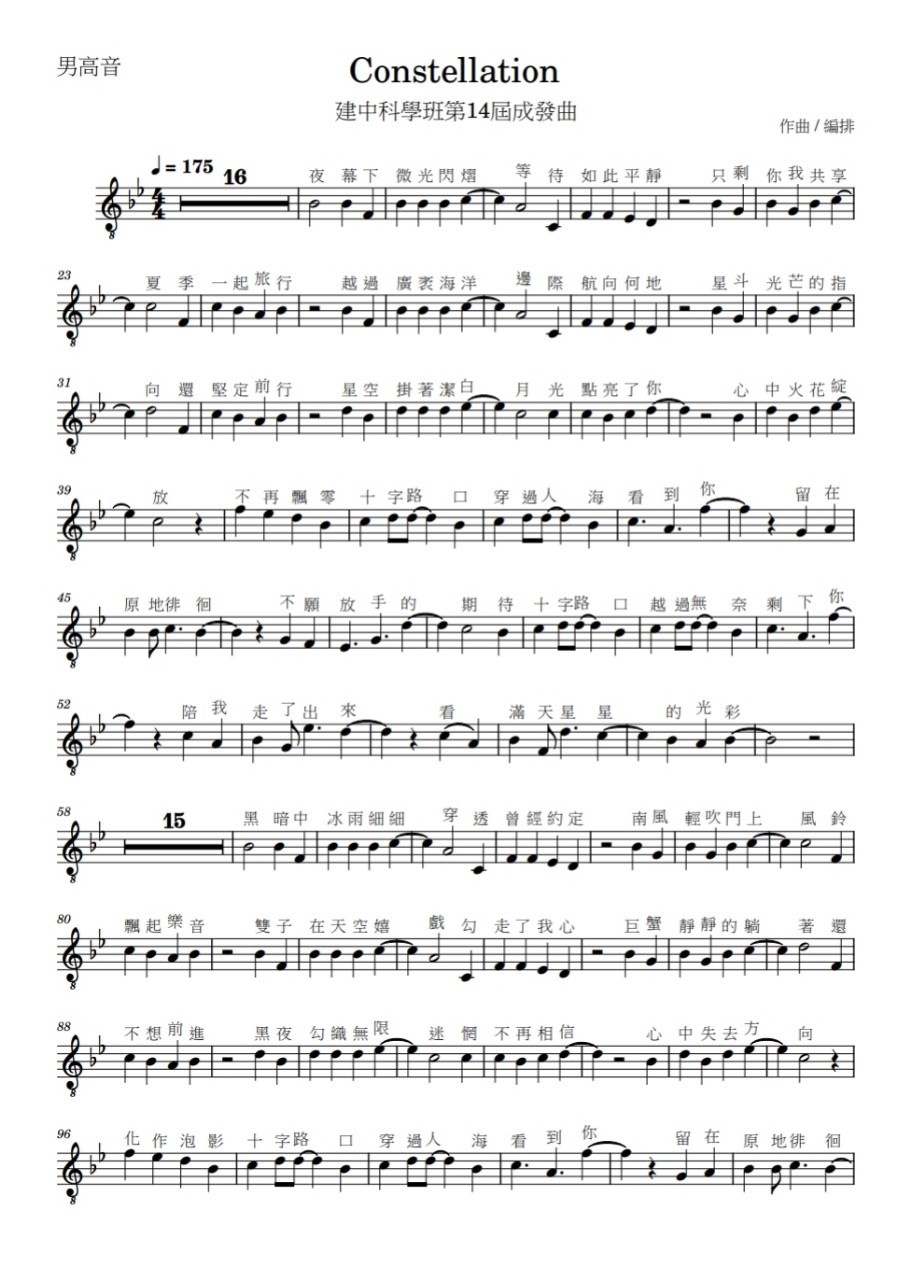 男高音
Constellation
建中科學班第14屆成發曲
作曲 / 編排
= 175
16
夜 幕 下 微 光 閃 熠 等 待 如 此 平 靜 只 剩 你 我 共 享
23
夏 季 一 起 旅 行 越 過 廣 袤 海 洋 邊 際 航 向 何 地 星 斗 光 芒 的 指
31
向 還 堅 定 前 行 星 空 掛 著 潔 白 月 光 點 亮 了 你 心 中 火 花 綻
39
放 不 再 飄 零 十 字 路 口 穿 過 人 海 看 到 你 留 在
45
原 地 徘 徊 不 願 放 手 的 期 待 十 字 路 口 越 過 無 奈 剩 下 你
52
陪 我 走 了 出 來 看 滿 天 星 星 的 光 彩
58
15
黑 暗 中 冰 雨 細 細 穿 透 曾 經 約 定 南 風 輕 吹 門 上 風 鈴
80
飄 起 樂 音 雙 子 在 天 空 嬉 戲 勾 走 了 我 心 巨 蟹 靜 靜 的 躺 著 還
88
不 想 前 進 黑 夜 勾 織 無 限 迷 惘 不 再 相 信 心 中 失 去 方 向
96
化 作 泡 影 十 字 路 口 穿 過 人 海 看 到 你 留 在 原 地 徘 徊